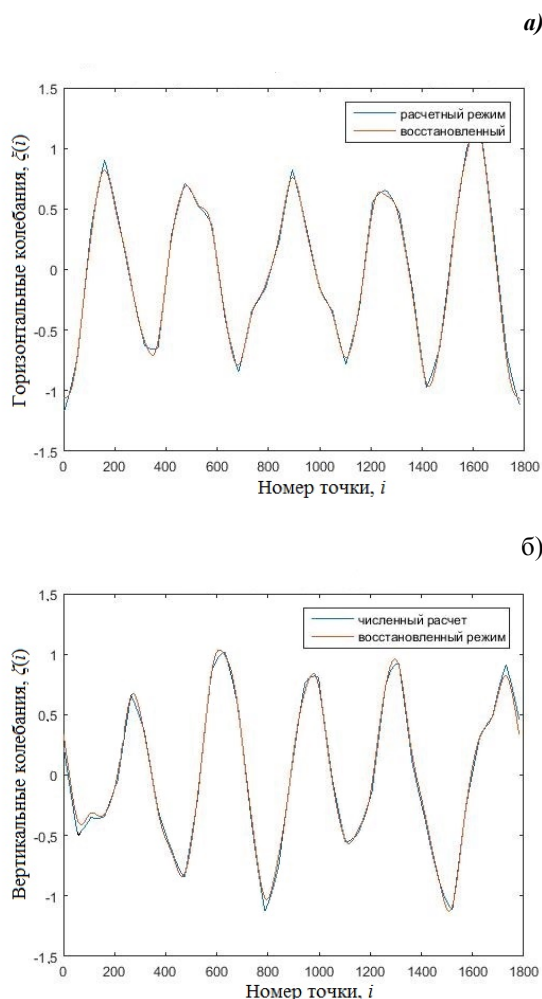 а)
1.5
1
0.5
0
-0.5
-1
-1.5
расчетный режим
восстановленный
Горизонтальные колебания, ξ(i)
0 200 400 600 800 1000 1200 1400 1600 1800
Номер точки, i
б)
1,5
1
0.5
0
-0.5
-1
-1.5
численный расчет
восстановленный режим
Вертикальные колебания, ζ(i)
0 200 400 600 800 1000 1200 1400 1600 1800
Номер точки, i